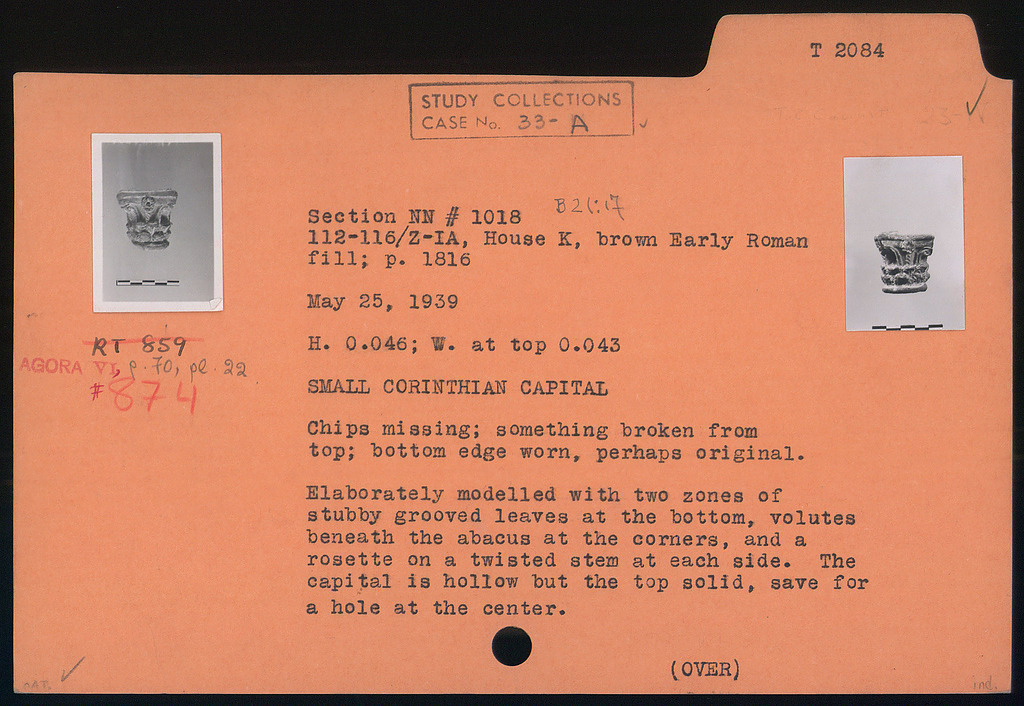 T 2084
STUDY COLLECTIONS
CASE No. 33- A
Section NN # 1018 B 21:17
112-116/Z-IA, House K, brown Early Roman
fill; p. 1816
May 25, 1939
H. 0.046; W. at top 0.043
RT 859
AGORA VI, p. 70, pl. 22
#874
SMALL CORINTHIAN CAPITAL
Chips missing; something broken from
top; bottom edge worn, perhaps original.
Elaborately modelled with two zones of
stubby grooved leaves at the bottom, volutes
beneath the abacus at the corners, and a
rosette on a twisted stem at each side. The
capital is hollow but the top solid, save for
a hole at the center.
(OVER)
ind.